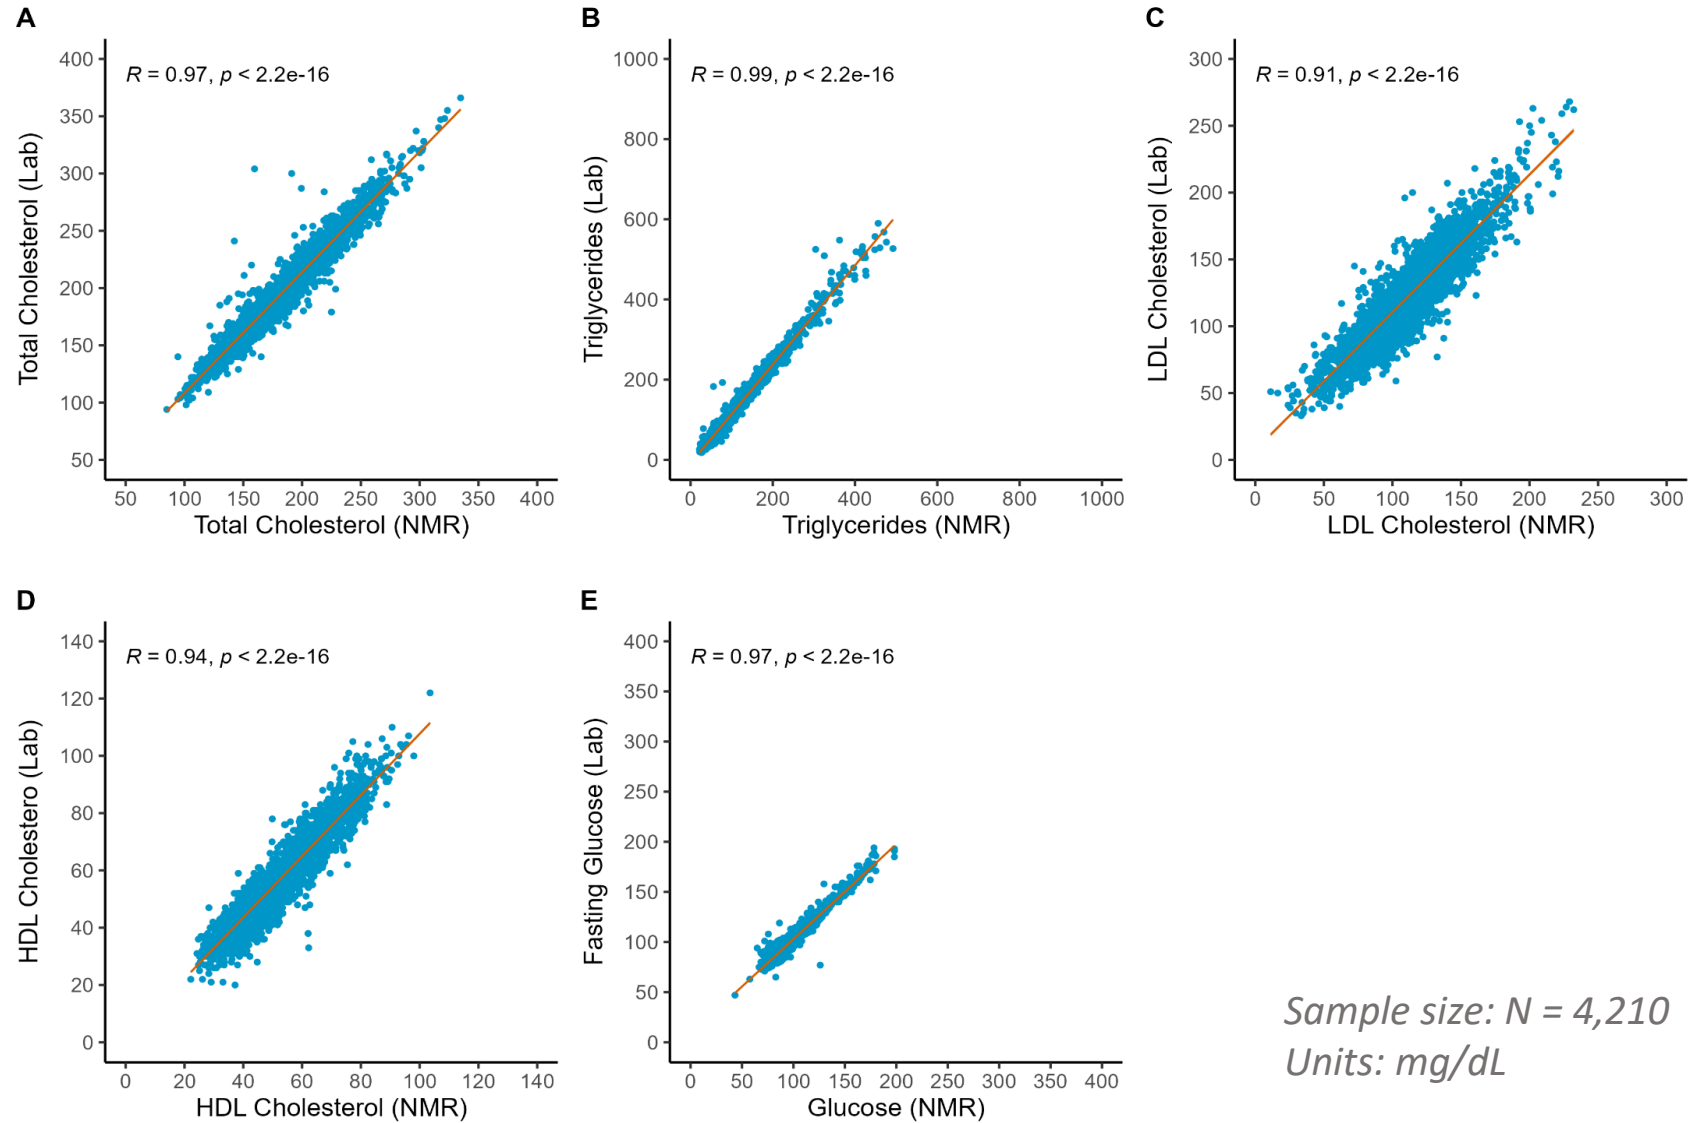 A
R = 0.97, p < 2.2e-16
Total Cholesterol (Lab)
400
350
300
250
200
150
100
50
50 100 150 200 250 300 350 400
Total Cholesterol (NMR)
B
R = 0.99, p < 2.2e-16
Triglycerides (Lab)
1000
800
600
400
200
0
0 200 400 600 800 1000
Triglycerides (NMR)
C
R = 0.91, p < 2.2e-16
LDL Cholesterol (Lab)
300
250
200
150
100
50
0
0 50 100 150 200 250 300
LDL Cholesterol (NMR)
D
R = 0.94, p < 2.2e-16
HDL Cholestero (Lab)
140
120
100
80
60
40
20
0
0 20 40 60 80 100 120 140
HDL Cholesterol (NMR)
E
R = 0.97, p < 2.2e-16
Fasting Glucose (Lab)
400
350
300
250
200
150
100
50
0
0 50 100 150 200 250 300 350 400
Glucose (NMR)
Sample size: N = 4,210
Units: mg/dL